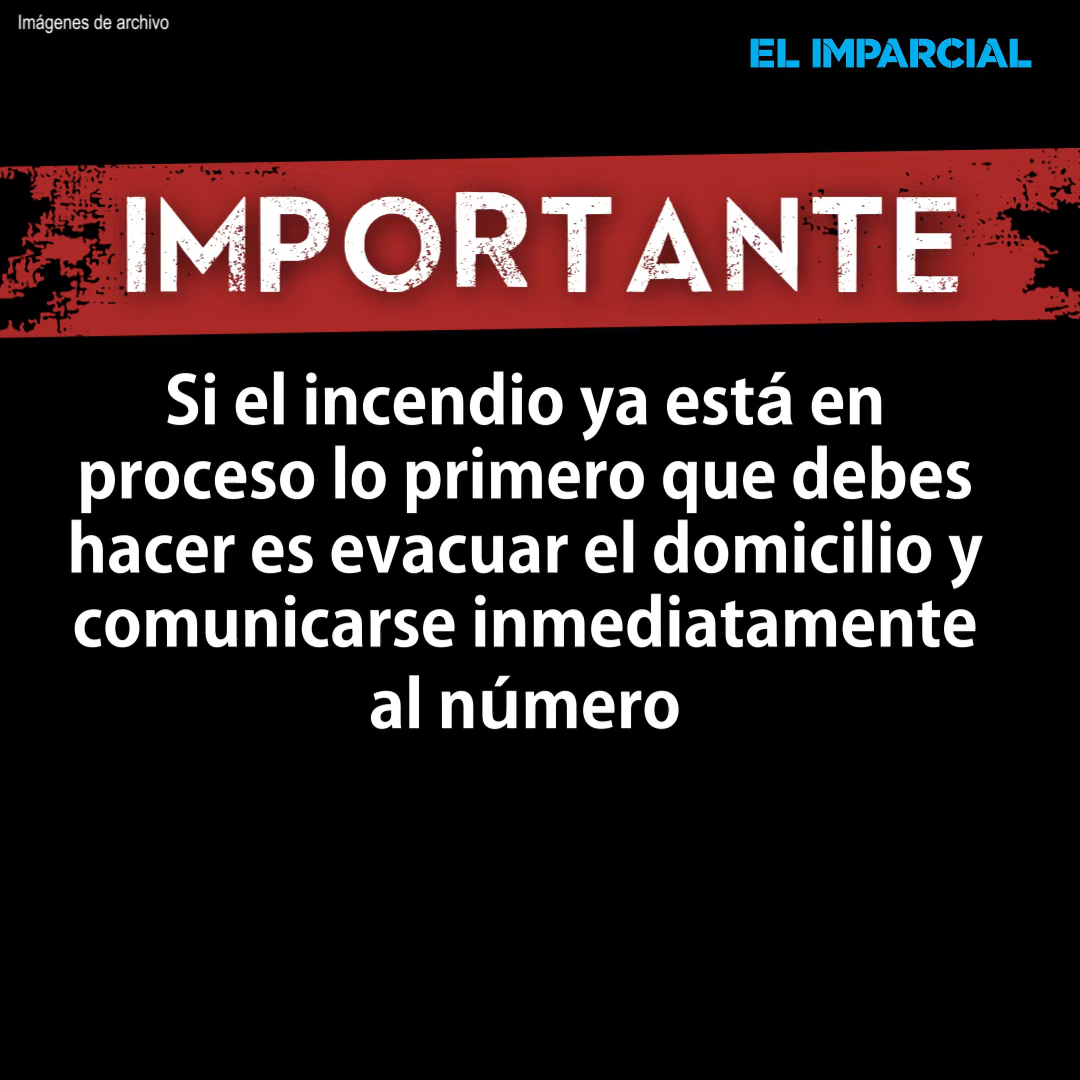 Imágenes de archivo
EL IMPARCIAL
IMPORTANTE
Si el incendio ya está en
proceso lo primero que debes
hacer es evacuar el domicilio y
comunicarse inmediatamente
al número